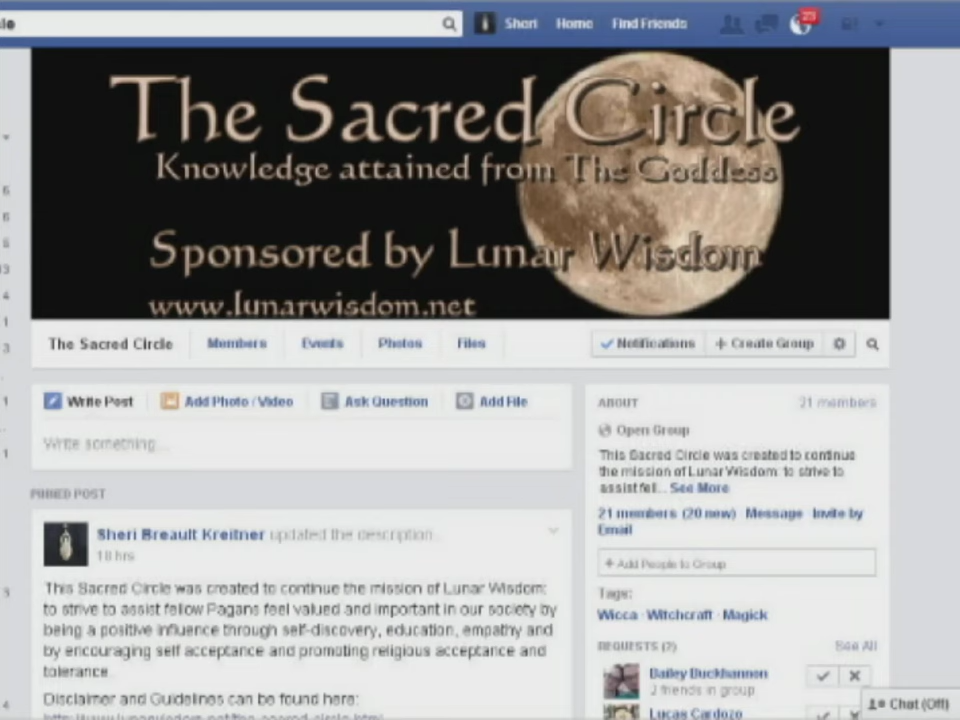 le
Sheri Home Find Friends 23
The Sacred Circle
Knowledge attained from The Goddess
Sponsored by Lunar Wisdom
www.lunarwisdom.net
The Sacred Circle Members Events Photos Files Notifications + Create Group
Write Post Add Photo / Video Ask Question Add File
Write something...
PINNED POST
Sheri Breault Kreitner updated the description.
18 hrs
This Sacred Circle was created to continue the mission of Lunar Wisdom:
to strive to assist fellow Pagans feel valued and important in our society by
being a positive influence through self-discovery, education, empathy and
by encouraging self acceptance and promoting religious acceptance and
tolerance.
Disclaimer and Guidelines can be found here:
ABOUT 21 members
Open Group
This Sacred Circle was created to continue
the mission of Lunar Wisdom: to strive to
assist fel... See More
21 members (20 new) · Message · Invite by
Email
+ Add People to Group
Tags:
Wicca · Witchcraft · Magick
REQUESTS (2) See All
Bailey Buckhannon
2 friends in group
Lucas Cardozo
Chat (Off)